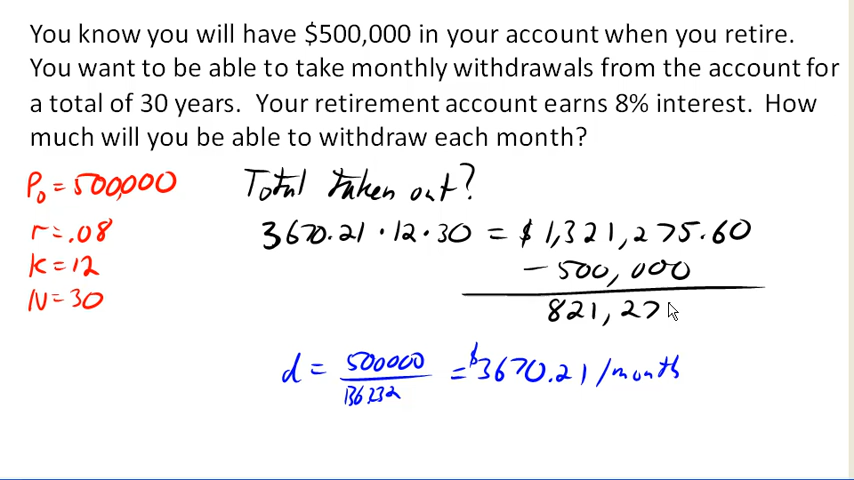 You know you will have $500,000 in your account when you retire.
You want to be able to take monthly withdrawals from the account for
a total of 30 years. Your retirement account earns 8% interest. How
much will you be able to withdraw each month?
P₀ = 500,000
r = .08
K = 12
N = 30
Total taken out?
3670.21 · 12 · 30 = $1,321,275.60
- 500,000
821,27
d = 500000 / 136.232 = $3670.21 /month